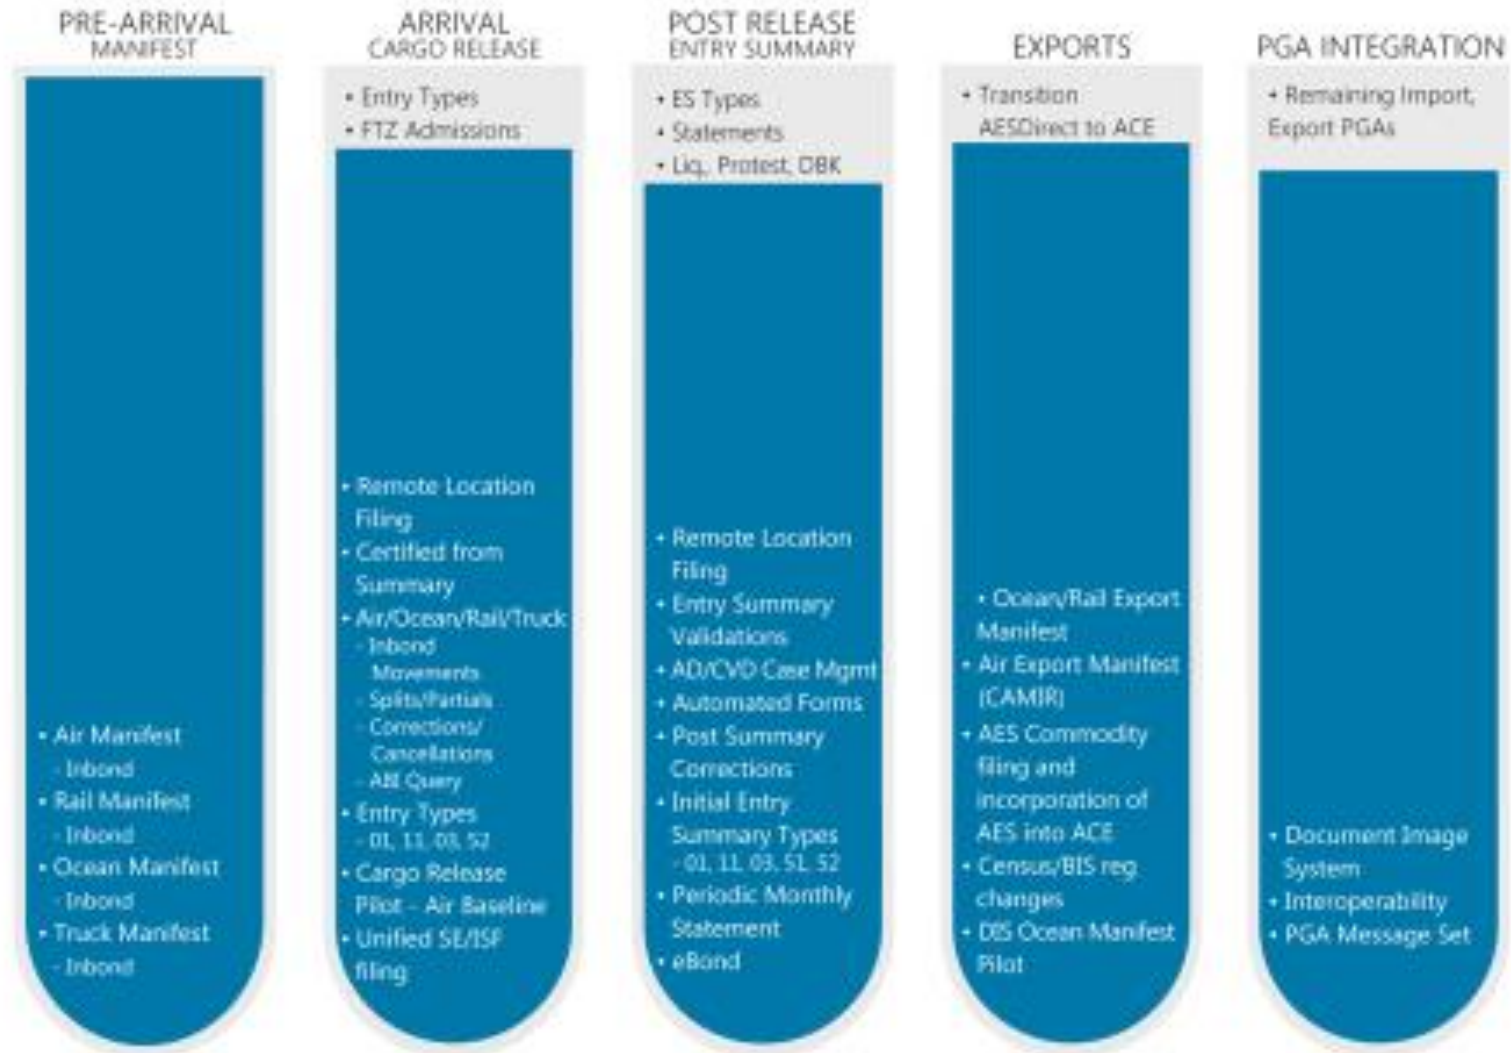 PRE-ARRIVAL
MANIFEST
• Air Manifest
- Inbond
• Rail Manifest
- Inbond
• Ocean Manifest
- Inbond
• Truck Manifest
- Inbond
ARRIVAL
CARGO RELEASE
• Entry Types
• FTZ Admissions
• Remote Location
Filing
• Certified from
Summary
• Air/Ocean/Rail/Truck
- Inbond
Movements
- Splits/Partials
- Corrections/
Cancellations
- ABI Query
• Entry Types
- 01, 11, 03, 52
• Cargo Release
Pilot - Air Baseline
• Unified SE/ISF
filing
POST RELEASE
ENTRY SUMMARY
• ES Types
• Statements
• Liq., Protest, DBK
• Remote Location
Filing
• Entry Summary
Validations
• AD/CVD Case Mgmt
• Automated Forms
• Post Summary
Corrections
• Initial Entry
Summary Types
- 01, 11, 03, 51, 52
• Periodic Monthly
Statement
• eBond
EXPORTS
• Transition
AESDirect to ACE
• Ocean/Rail Export
Manifest
• Air Export Manifest
(CAMIR)
• AES Commodity
filing and
incorporation of
AES into ACE
• Census/BIS reg
changes
• DIS Ocean Manifest
Pilot
PGA INTEGRATION
• Remaining Import,
Export PGAs
• Document Image
System
• Interoperability
• PGA Message Set